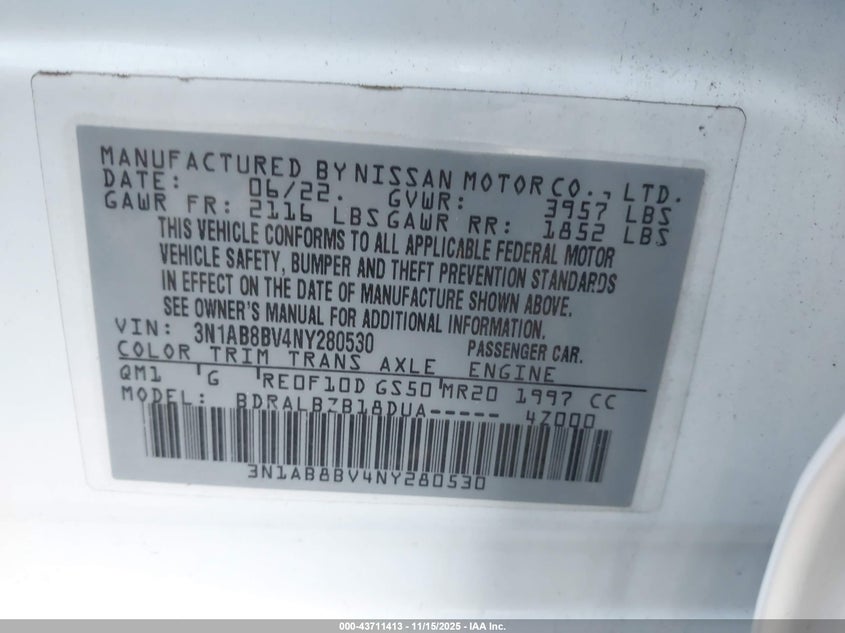 MANUFACTURED BY NISSAN MOTOR CO., LTD.
DATE: 06/22. GVWR: 3957 LBS
GAWR FR: 2116 LBS GAWR RR: 1852 LBS
THIS VEHICLE CONFORMS TO ALL APPLICABLE FEDERAL MOTOR
VEHICLE SAFETY, BUMPER AND THEFT PREVENTION STANDARDS
IN EFFECT ON THE DATE OF MANUFACTURE SHOWN ABOVE.
SEE OWNER'S MANUAL FOR ADDITIONAL INFORMATION.
VIN: 3N1AB8BV4NY280530 PASSENGER CAR.
COLOR TRIM TRANS AXLE ENGINE
QM1 G RE0F10D GS50 MR20 1997 CC
MODEL: BDRALBZB18DUA----- 4Z000
3N1AB8BV4NY280530
000-43711413 - 11/15/2025 - IAA Inc.